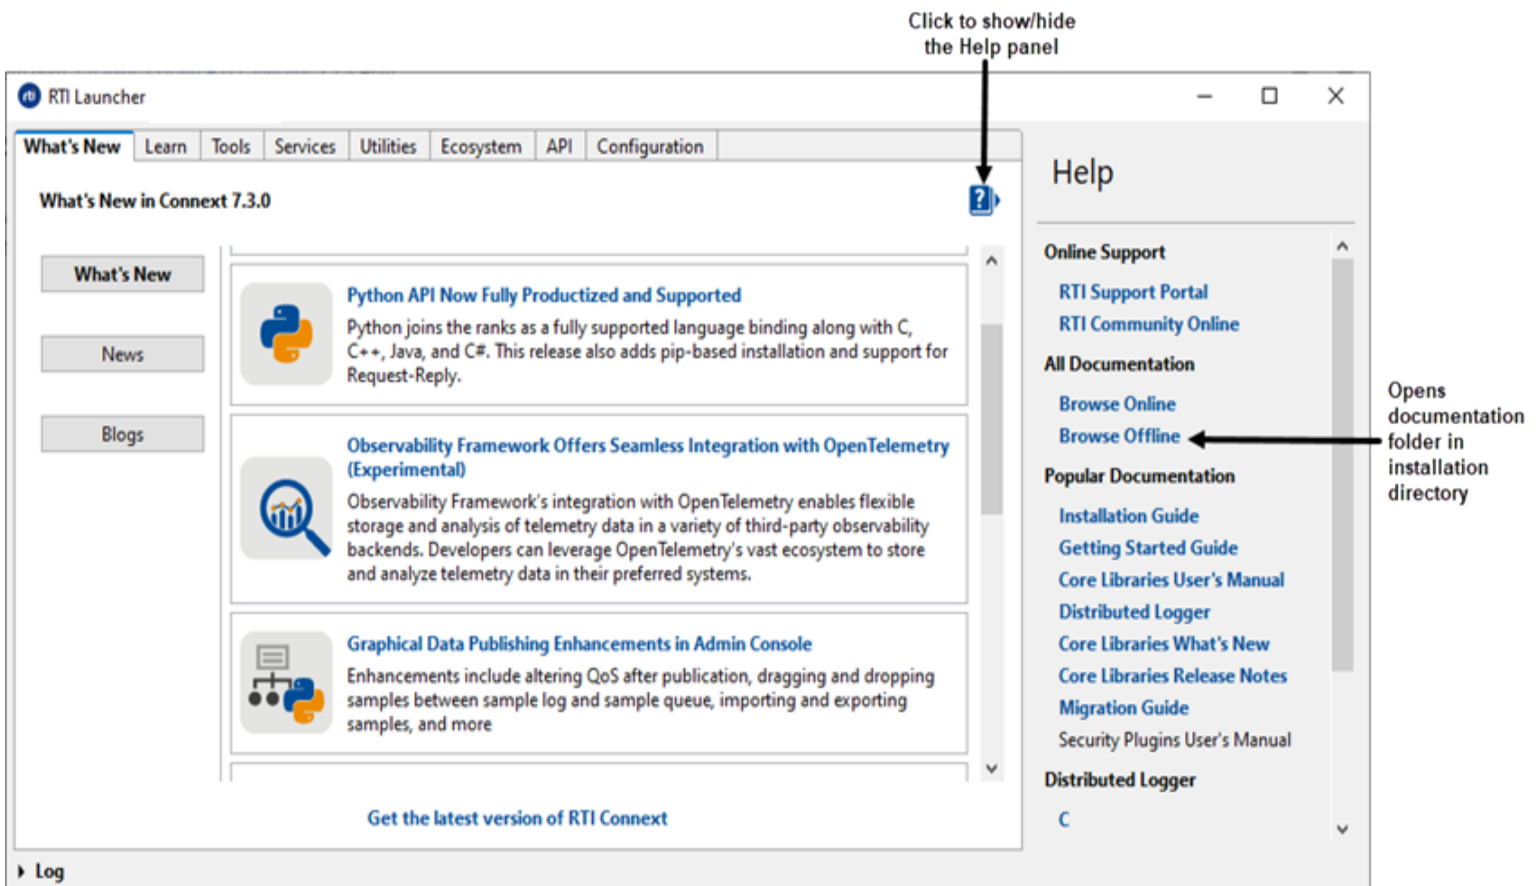 Click to show/hide
the Help panel
rti RTI Launcher
What's New Learn Tools Services Utilities Ecosystem API Configuration
What's New in Connext 7.3.0
What's New
News
Blogs
Python API Now Fully Productized and Supported
Python joins the ranks as a fully supported language binding along with C,
C++, Java, and C#. This release also adds pip-based installation and support for
Request-Reply.
Observability Framework Offers Seamless Integration with OpenTelemetry
(Experimental)
Observability Framework's integration with OpenTelemetry enables flexible
storage and analysis of telemetry data in a variety of third-party observability
backends. Developers can leverage OpenTelemetry's vast ecosystem to store
and analyze telemetry data in their preferred systems.
Graphical Data Publishing Enhancements in Admin Console
Enhancements include altering QoS after publication, dragging and dropping
samples between sample log and sample queue, importing and exporting
samples, and more
Get the latest version of RTI Connext
Log
?
Help
Online Support
RTI Support Portal
RTI Community Online
All Documentation
Browse Online
Browse Offline
Popular Documentation
Installation Guide
Getting Started Guide
Core Libraries User's Manual
Distributed Logger
Core Libraries What's New
Core Libraries Release Notes
Migration Guide
Security Plugins User's Manual
Distributed Logger
C
Opens
documentation
folder in
installation
directory